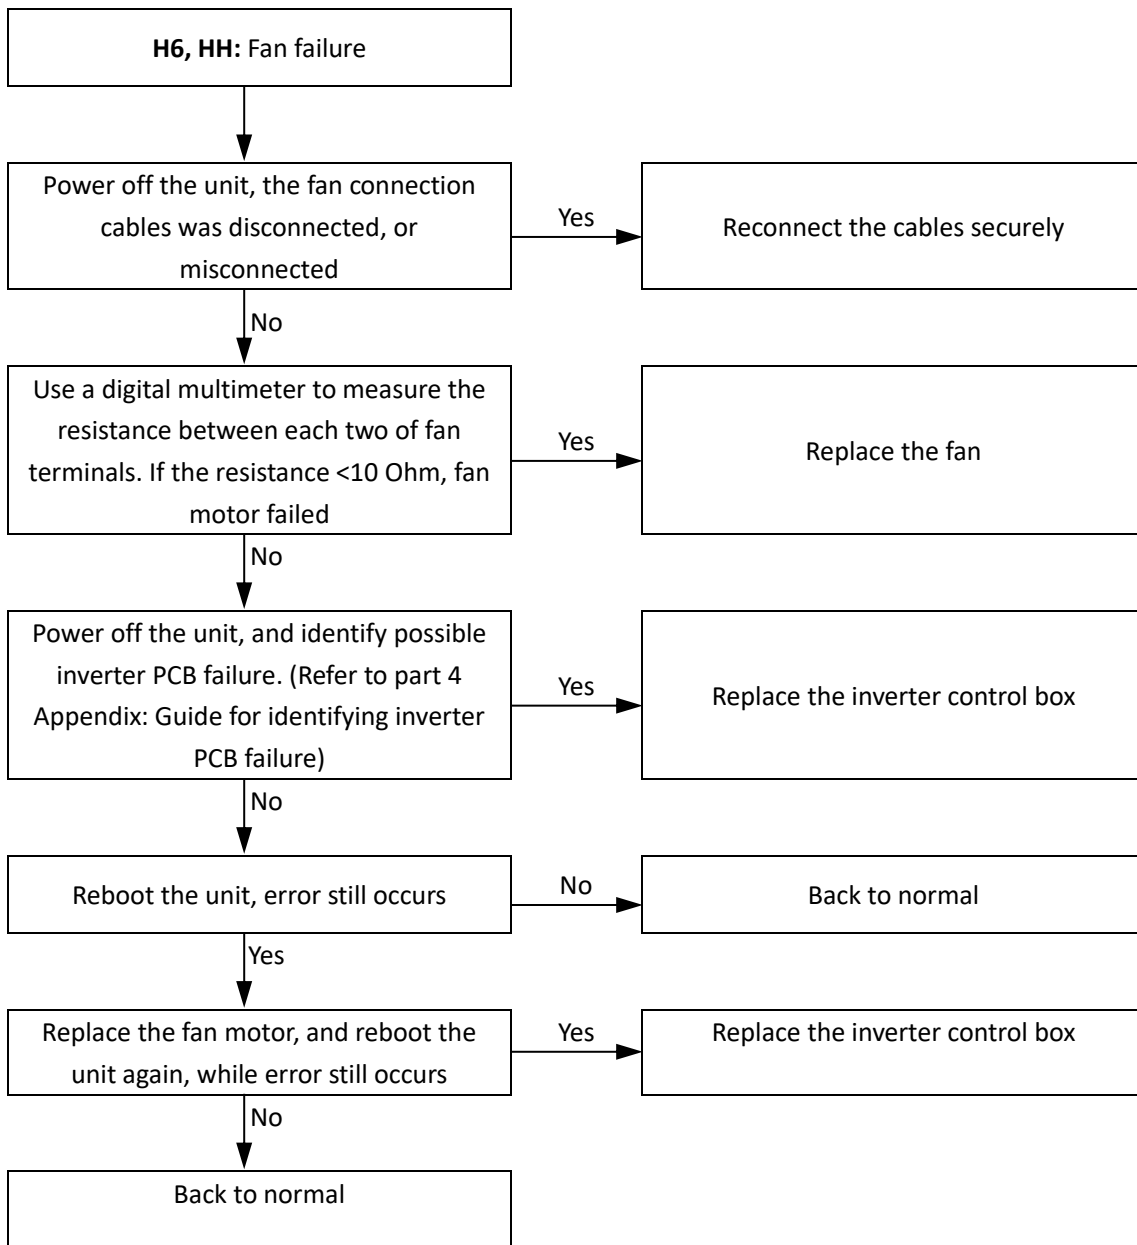 H6, HH: Fan failure
Power off the unit, the fan connection
cables was disconnected, or
misconnected
Yes
Reconnect the cables securely
No
Use a digital multimeter to measure the
resistance between each two of fan
terminals. If the resistance <10 Ohm, fan
motor failed
Yes
Replace the fan
No
Power off the unit, and identify possible
inverter PCB failure. (Refer to part 4
Appendix: Guide for identifying inverter
PCB failure)
Yes
Replace the inverter control box
No
Reboot the unit, error still occurs
No
Back to normal
Yes
Replace the fan motor, and reboot the
unit again, while error still occurs
Yes
Replace the inverter control box
No
Back to normal